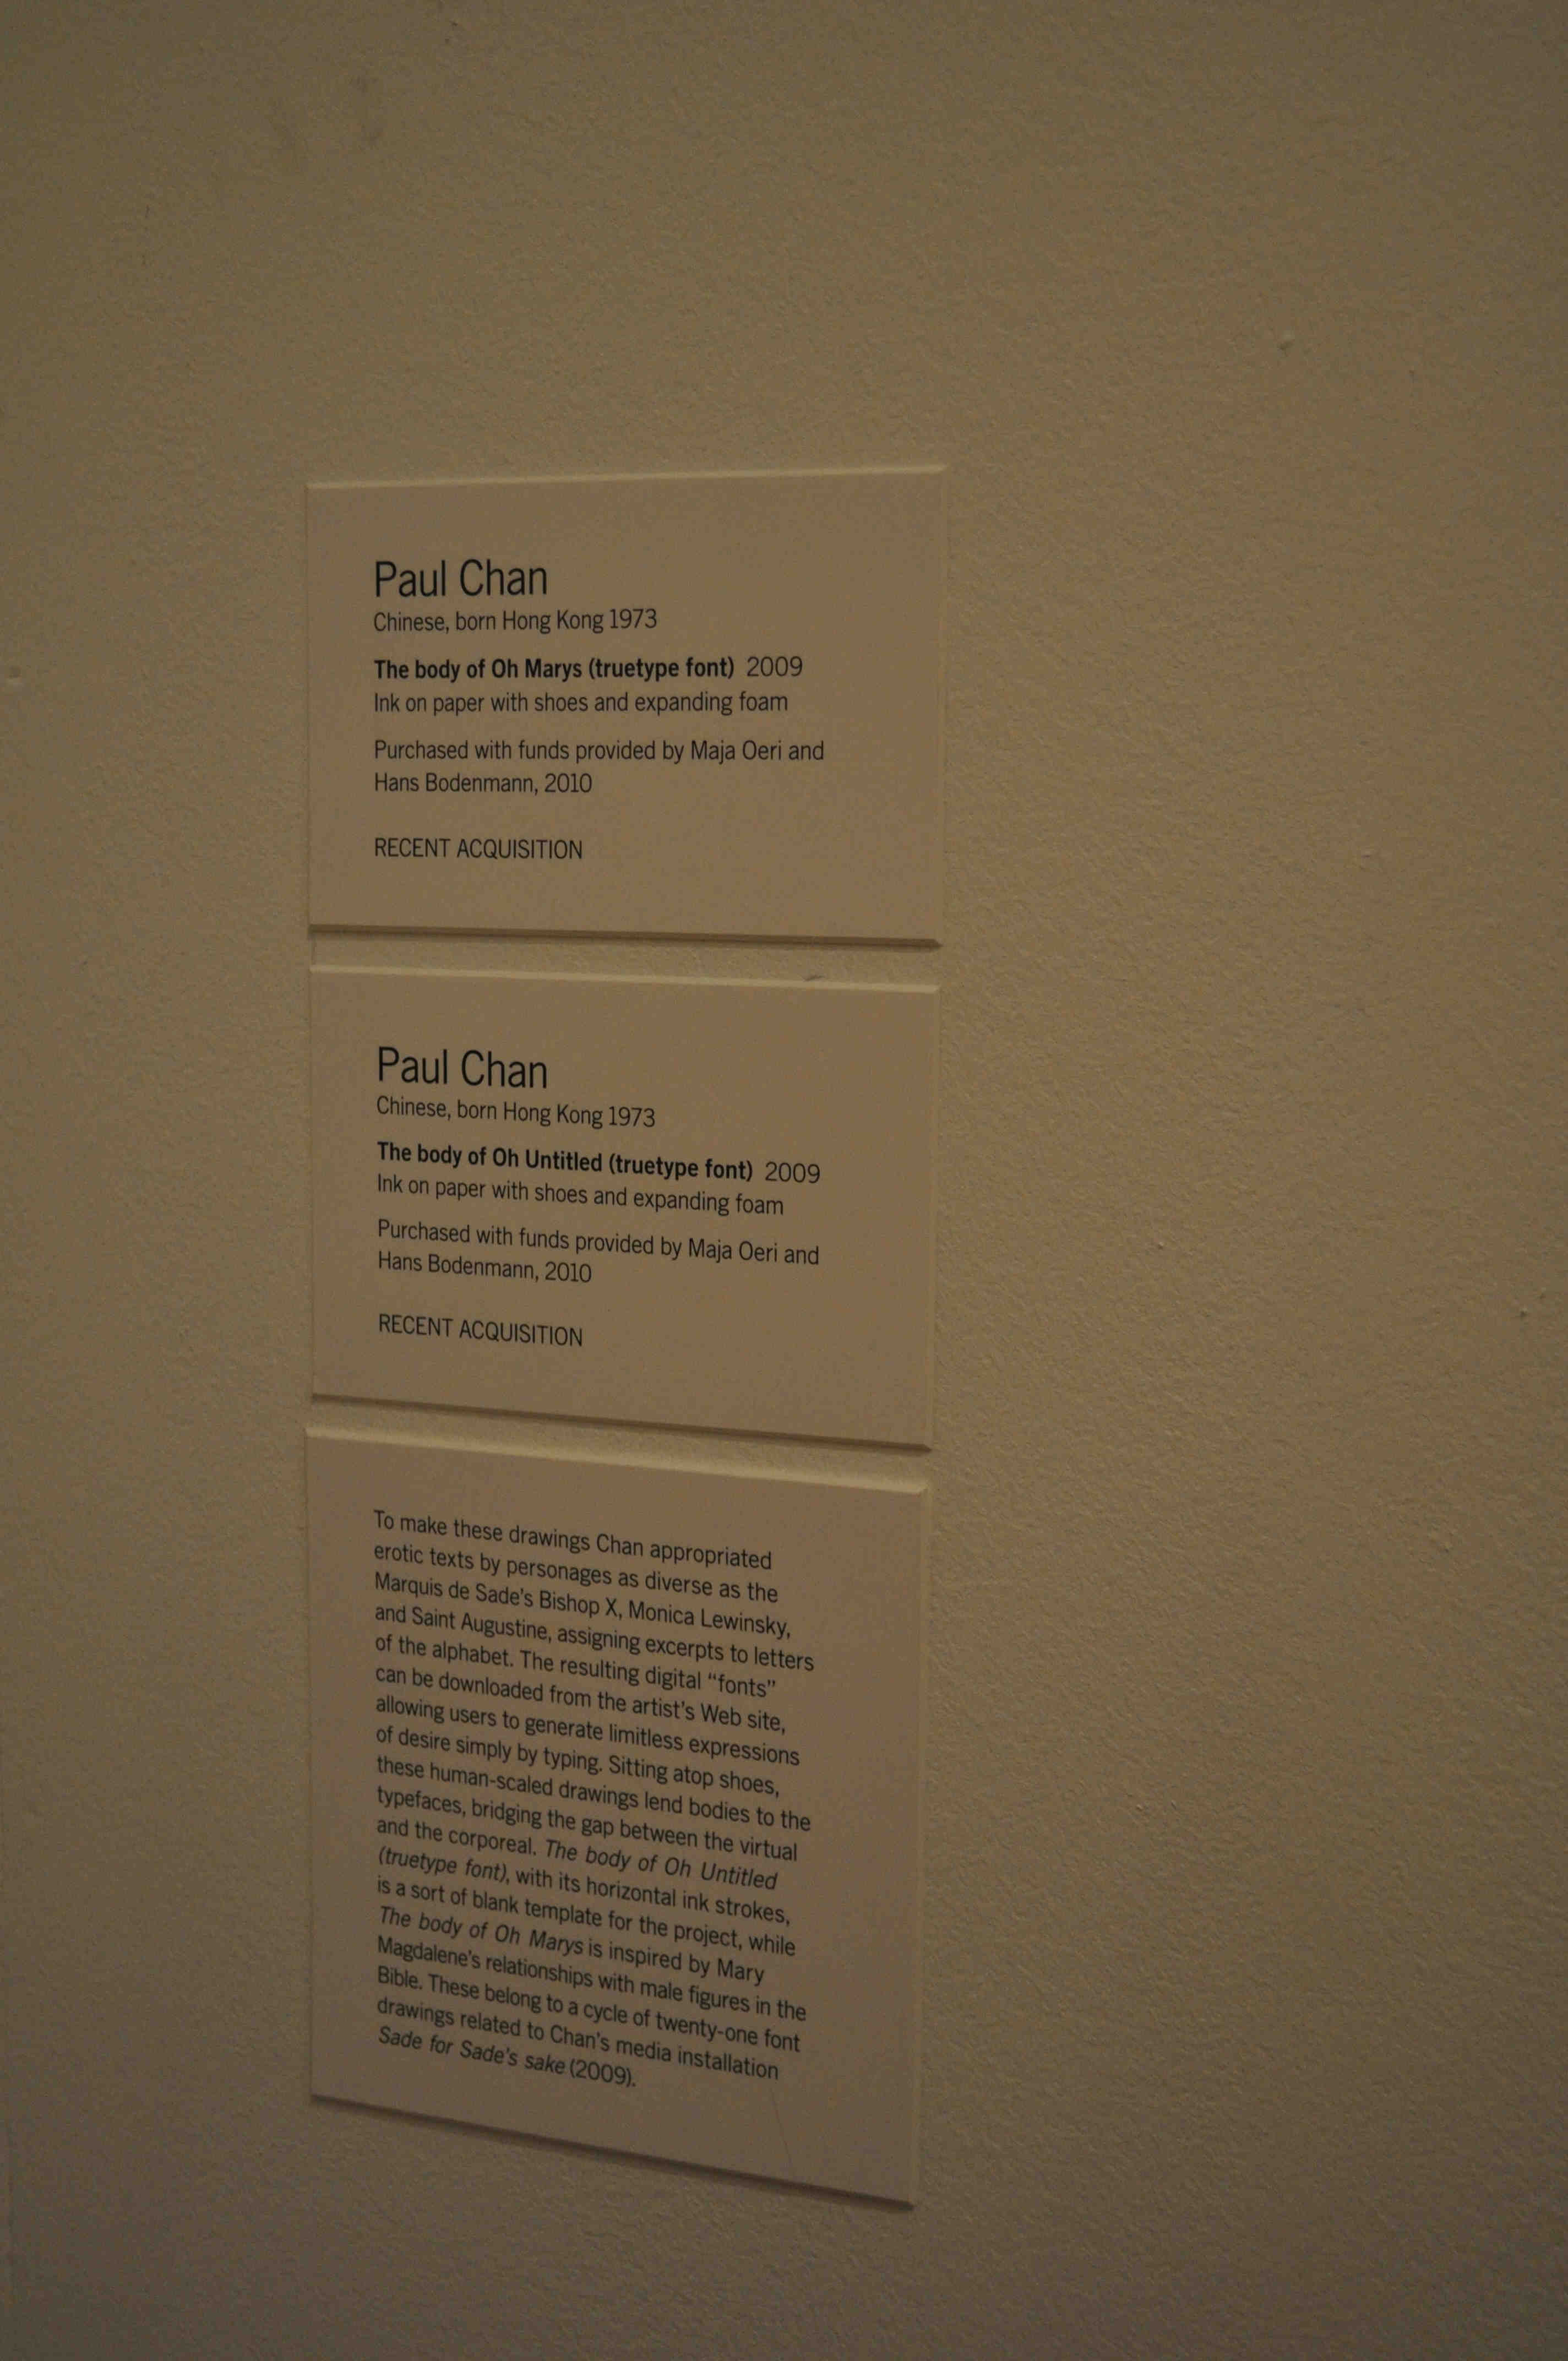 Paul Chan
Chinese, born Hong Kong 1973
The body of Oh Marys (truetype font) 2009
Ink on paper with shoes and expanding foam
Purchased with funds provided by Maja Oeri and
Hans Bodenmann, 2010
RECENT ACQUISITION
Paul Chan
Chinese, born Hong Kong 1973
The body of Oh Untitled (truetype font) 2009
Ink on paper with shoes and expanding foam
Purchased with funds provided by Maja Oeri and
Hans Bodenmann, 2010
RECENT ACQUISITION
To make these drawings Chan appropriated
erotic texts by personages as diverse as the
Marquis de Sade's Bishop X, Monica Lewinsky,
and Saint Augustine, assigning excerpts to letters
of the alphabet. The resulting digital “fonts”
can be downloaded from the artist's Web site,
allowing users to generate limitless expressions
of desire simply by typing. Sitting atop shoes,
these human-scaled drawings lend bodies to the
typefaces, bridging the gap between the virtual
and the corporeal. The body of Oh Untitled
(truetype font), with its horizontal ink strokes,
is a sort of blank template for the project, while
The body of Oh Marys is inspired by Mary
Magdalene's relationships with male figures in the
Bible. These belong to a cycle of twenty-one font
drawings related to Chan's media installation
Sade for Sade's sake (2009).